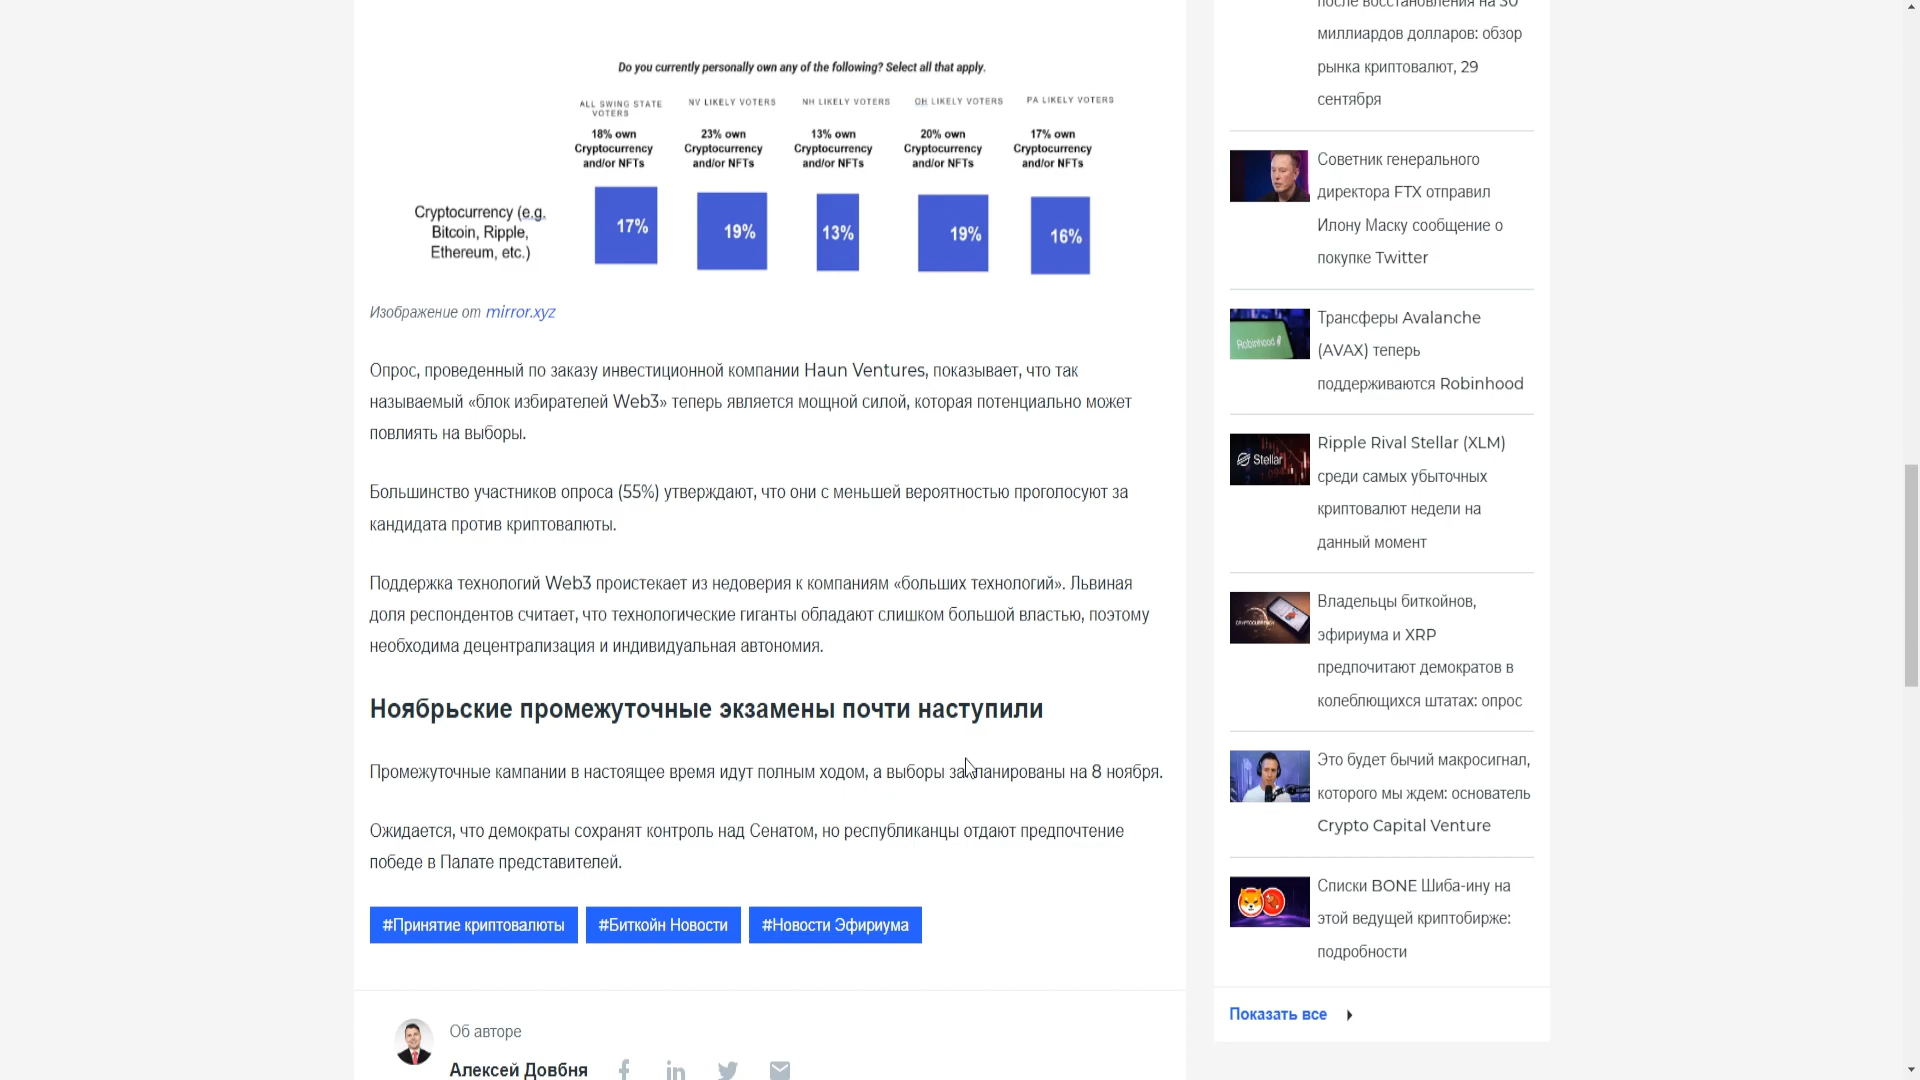 Do you currently personally own any of the following? Select all that apply.
ALL SWING STATE
VOTERS
NV LIKELY VOTERS
NH LIKELY VOTERS
OH LIKELY VOTERS
PA LIKELY VOTERS
18% own
Cryptocurrency
and/or NFTs
23% own
Cryptocurrency
and/or NFTs
13% own
Cryptocurrency
and/or NFTs
20% own
Cryptocurrency
and/or NFTs
17% own
Cryptocurrency
and/or NFTs
Cryptocurrency (e.g.
Bitcoin, Ripple,
Ethereum, etc.)
17%
19%
13%
19%
16%
Изображение от mirror.xyz
Опрос, проведенный по заказу инвестиционной компании Haun Ventures, показывает, что так
называемый «блок избирателей Web3» теперь является мощной силой, которая потенциально может
повлиять на выборы.
Большинство участников опроса (55%) утверждают, что они с меньшей вероятностью проголосуют за
кандидата против криптовалюты.
Поддержка технологий Web3 проистекает из недоверия к компаниям «больших технологий». Львиная
доля респондентов считает, что технологические гиганты обладают слишком большой властью, поэтому
необходима децентрализация и индивидуальная автономия.
Ноябрьские промежуточные экзамены почти наступили
Промежуточные кампании в настоящее время идут полным ходом, а выборы запланированы на 8 ноября.
Ожидается, что демократы сохранят контроль над Сенатом, но республиканцы отдают предпочтение
победе в Палате представителей.
#Принятие криптовалюты
#Биткойн Новости
#Новости Эфириума
Об авторе
Алексей Довбня
после восстановления на 30
миллиардов долларов: обзор
рынка криптовалют, 29
сентября
Советник генерального
директора FTX отправил
Илону Маску сообщение о
покупке Twitter
Robinhood
Трансферы Avalanche
(AVAX) теперь
поддерживаются Robinhood
Stellar
Ripple Rival Stellar (XLM)
среди самых убыточных
криптовалют недели на
данный момент
CRYPTOCURRENCY
Владельцы биткойнов,
эфириума и XRP
предпочитают демократов в
колеблющихся штатах: опрос
Это будет бычий макросигнал,
которого мы ждем: основатель
Crypto Capital Venture
Списки BONE Шиба-ину на
этой ведущей криптобирже:
подробности
Показать все